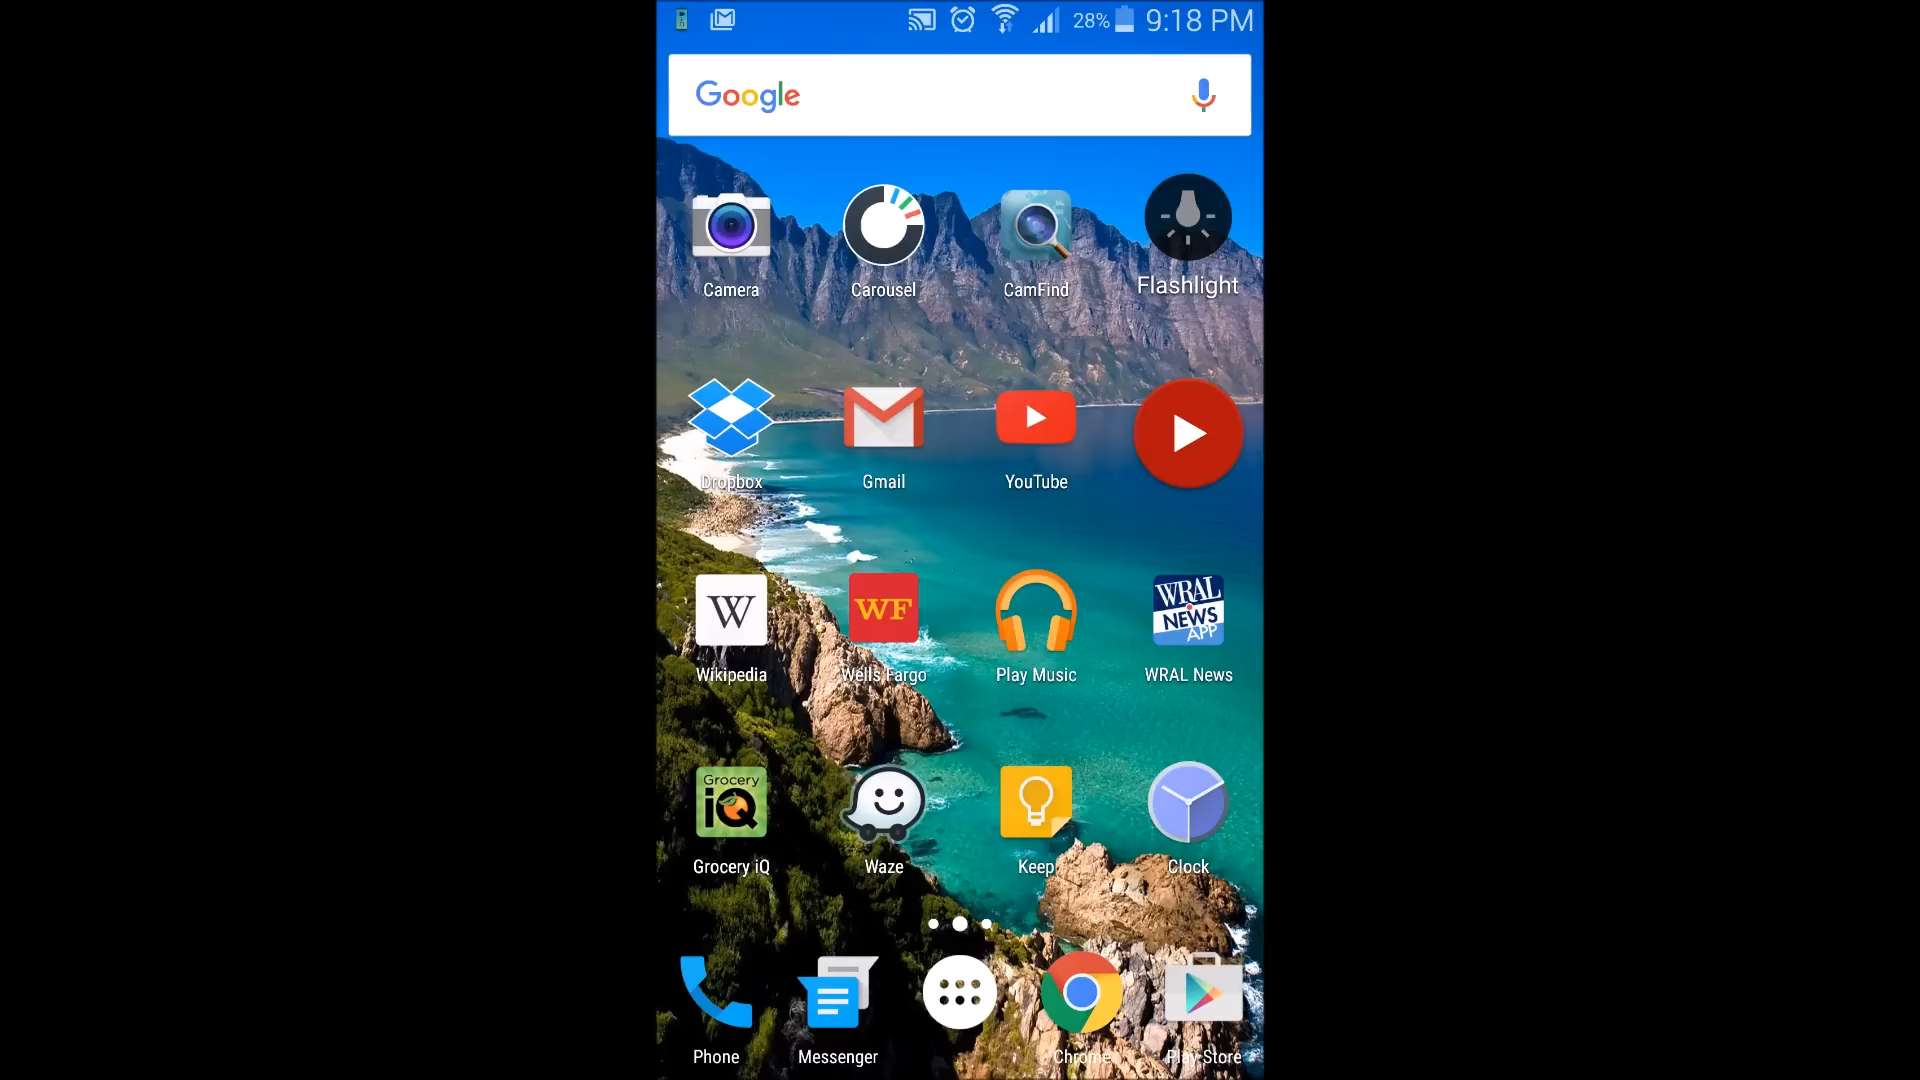 28% 9:18 PM
Google
Camera Carousel CamFind Flashlight
Dropbox Gmail YouTube
W WF WRAL NEWS APP
Wikipedia Wells Fargo Play Music WRAL News
Grocery iQ
Grocery iQ Waze Keep Clock
Phone Messenger Chrome Play Store